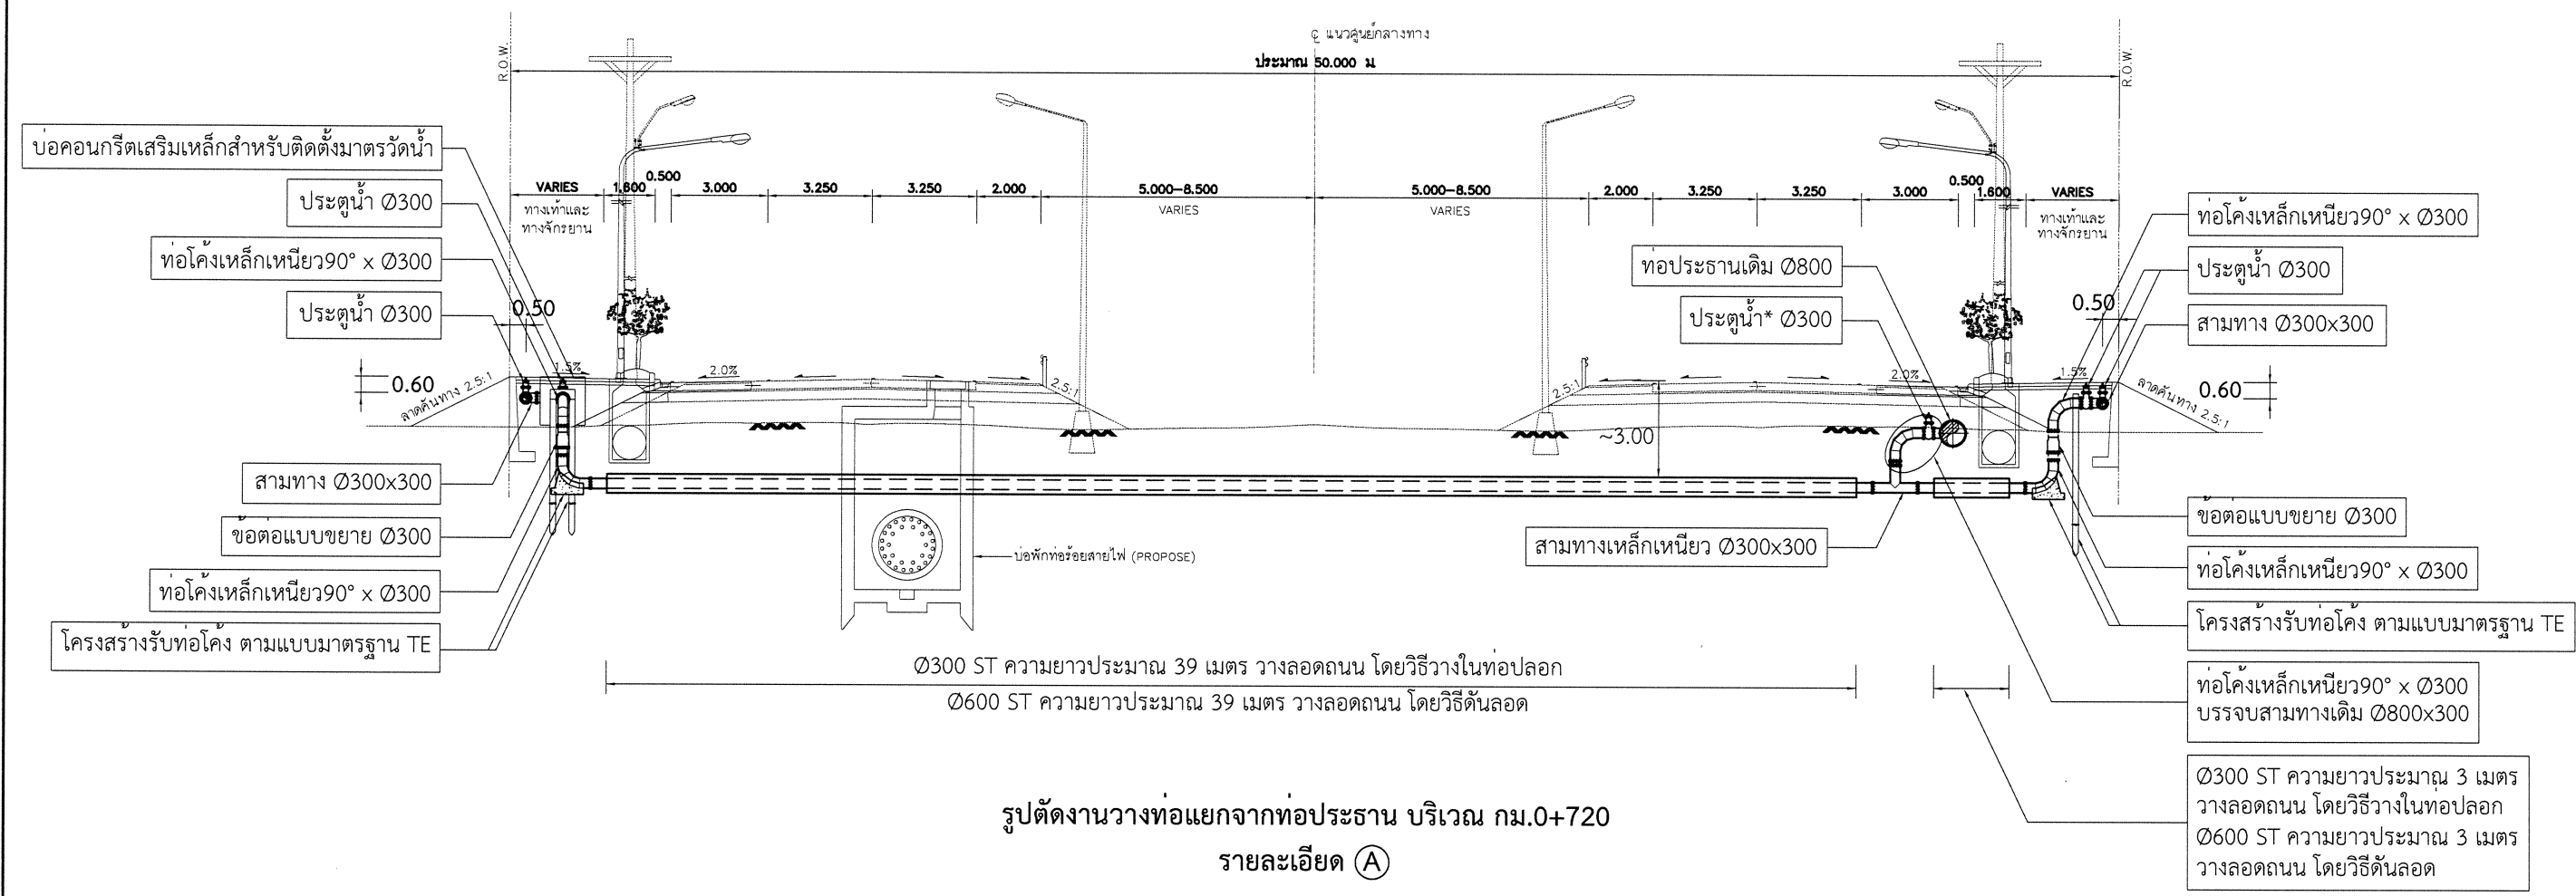 ℄ แนวศูนย์กลางทาง
ประมาณ 50.000 ม
R.O.W.
R.O.W.
บ่อคอนกรีตเสริมเหล็กสำหรับติดตั้งมาตรวัดน้ำ
ประตูน้ำ Ø300
ท่อโค้งเหล็กเหนียว90° x Ø300
ประตูน้ำ Ø300
VARIES
1.600
0.500
3.000
3.250
3.250
2.000
5.000-8.500
5.000-8.500
2.000
3.250
3.250
3.000
0.500
1.600
VARIES
ทางเท้าและ
ทางจักรยาน
VARIES
VARIES
ทางเท้าและ
ทางจักรยาน
ท่อโค้งเหล็กเหนียว90° x Ø300
ประตูน้ำ Ø300
สามทาง Ø300x300
ท่อประธานเดิม Ø800
ประตูน้ำ* Ø300
0.50
0.50
0.60
0.60
1.5%
2.0%
2.0%
1.5%
ลาดคันทาง 2.5:1
2.5:1
2.5:1
ลาดคันทาง 2.5:1
~3.00
สามทาง Ø300x300
ข้อต่อแบบขยาย Ø300
ท่อโค้งเหล็กเหนียว90° x Ø300
โครงสร้างรับท่อโค้ง ตามแบบมาตรฐาน TE
บ่อพักท่อร้อยสายไฟ (PROPOSE)
สามทางเหล็กเหนียว Ø300x300
ข้อต่อแบบขยาย Ø300
ท่อโค้งเหล็กเหนียว90° x Ø300
โครงสร้างรับท่อโค้ง ตามแบบมาตรฐาน TE
ท่อโค้งเหล็กเหนียว90° x Ø300
บรรจบสามทางเดิม Ø800x300
Ø300 ST ความยาวประมาณ 39 เมตร วางลอดถนน โดยวิธีวางในท่อปลอก
Ø600 ST ความยาวประมาณ 39 เมตร วางลอดถนน โดยวิธีดันลอด
Ø300 ST ความยาวประมาณ 3 เมตร
วางลอดถนน โดยวิธีวางในท่อปลอก
Ø600 ST ความยาวประมาณ 3 เมตร
วางลอดถนน โดยวิธีดันลอด
รูปตัดงานวางท่อแยกจากท่อประธาน บริเวณ กม.0+720
รายละเอียด A